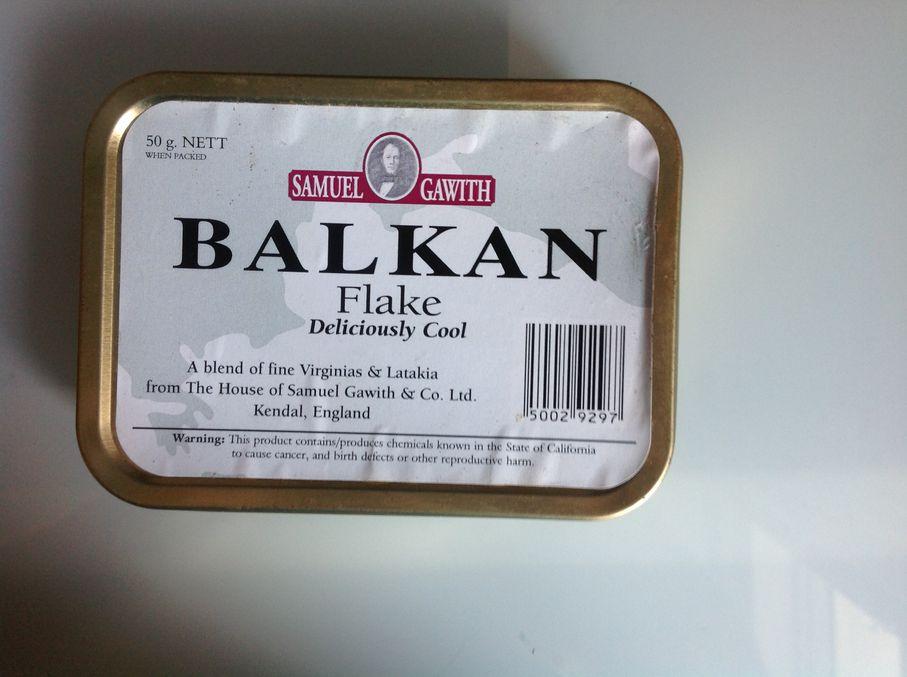 50 g. NETT
WHEN PACKED
SAMUEL GAWITH
BALKAN
Flake
Deliciously Cool
A blend of fine Virginias & Latakia
from The House of Samuel Gawith & Co. Ltd.
Kendal, England
5002 9297
Warning: This product contains/produces chemicals known in the State of California
to cause cancer, and birth defects or other reproductive harm.